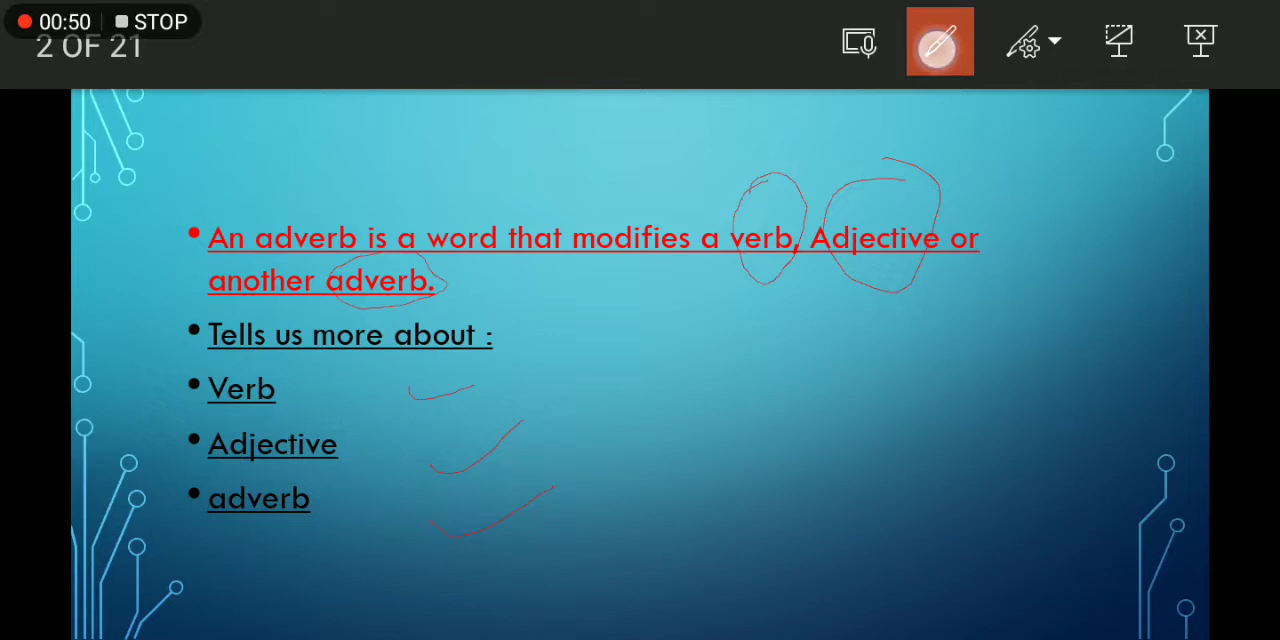 00:50 STOP
2 OF 21
• An adverb is a word that modifies a verb, Adjective or
another adverb.
• Tells us more about :
• Verb
• Adjective
• adverb